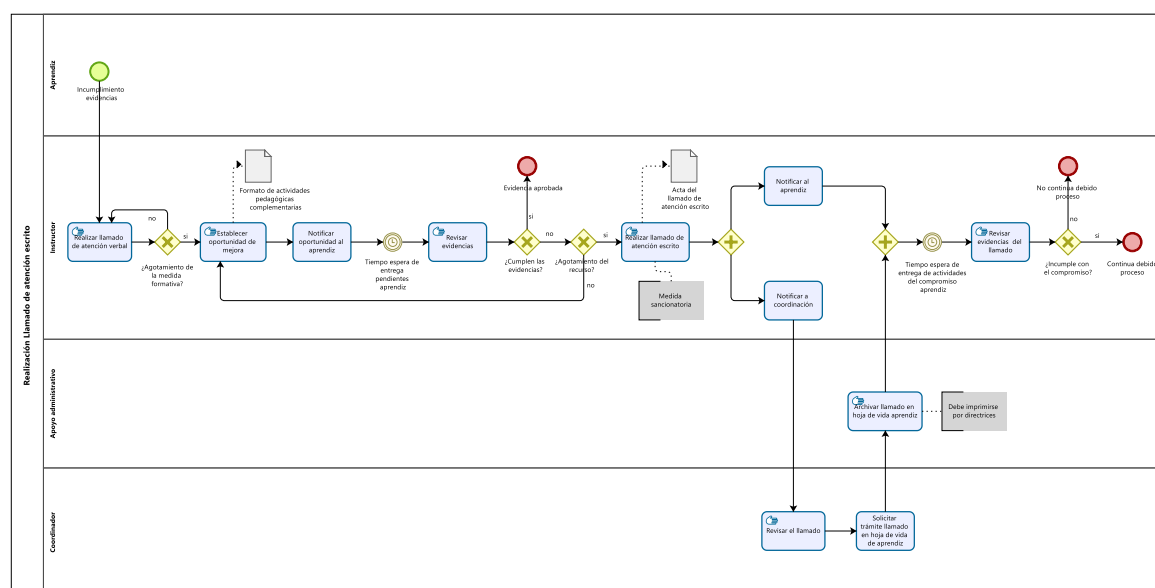 Realización Llamado de atención escrito
Aprendiz
Incumplimiento
evidencias
Instructor
Realizar llamado
de atención verbal
no
¿Agotamiento de
la medida
formativa?
si
Establecer
oportunidad de
mejora
Formato de actividades
pedagógicas
complementarias
Notificar
oportunidad al
aprendiz
Tiempo espera de
entrega
pendientes
aprendiz
Revisar
evidencias
Evidencia aprobada
si
¿Cumplen las
evidencias?
no
¿Agotamiento del
recurso?
no
si
Realizar llamado de
atención escrito
Acta del
llamado de
atención escrito
Medida
sancionatoria
Notificar al
aprendiz
Notificar a
coordinación
Tiempo espera de
entrega de actividades
del compromiso
aprendiz
Revisar
evidencias del
llamado
No continua debido
proceso
no
¿Incumple con
el compromiso?
sí
Continua debido
proceso
Apoyo administrativo
Archivar llamado en
hoja de vida aprendiz
Debe imprimirse
por directrices
Coordinador
Revisar el llamado
Solicitar
trámite llamado
en hoja de vida
de aprendiz